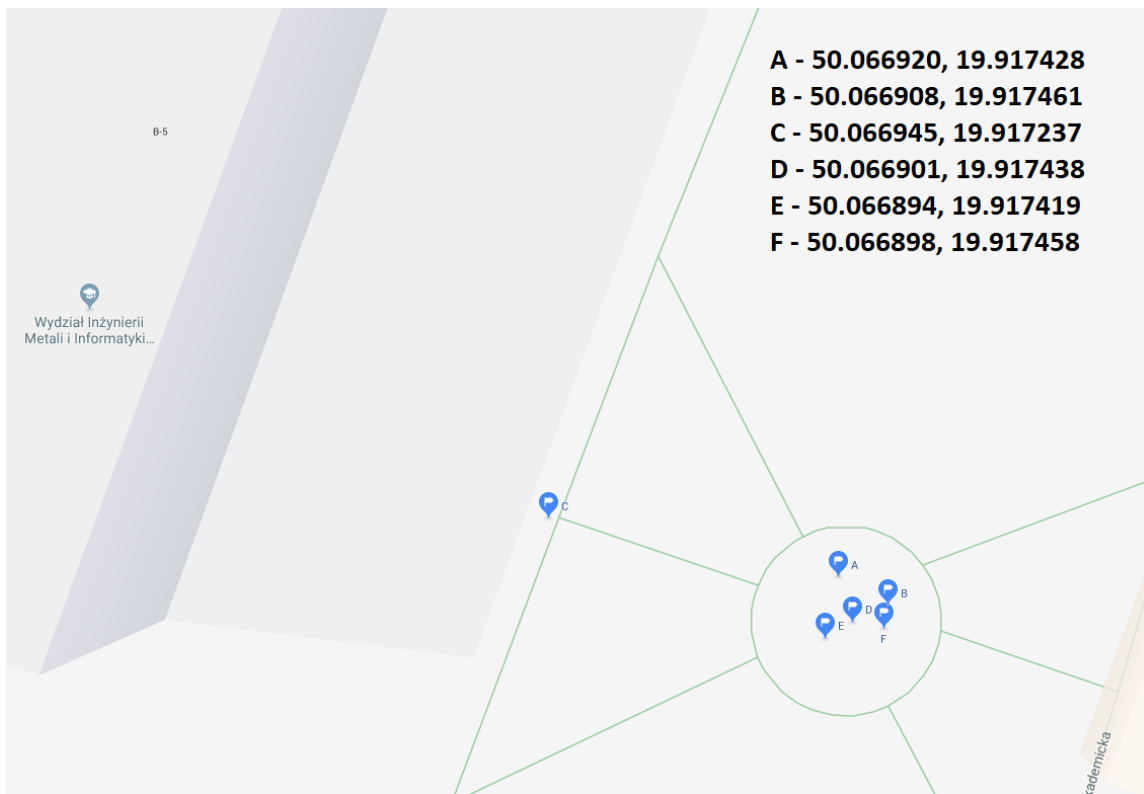 A - 50.066920, 19.917428
B - 50.066908, 19.917461
C - 50.066945, 19.917237
D - 50.066901, 19.917438
E - 50.066894, 19.917419
F - 50.066898, 19.917458
B-5
Wydział Inżynierii
Metali i Informatyki...
C
A
B
D
E
F
kademicka